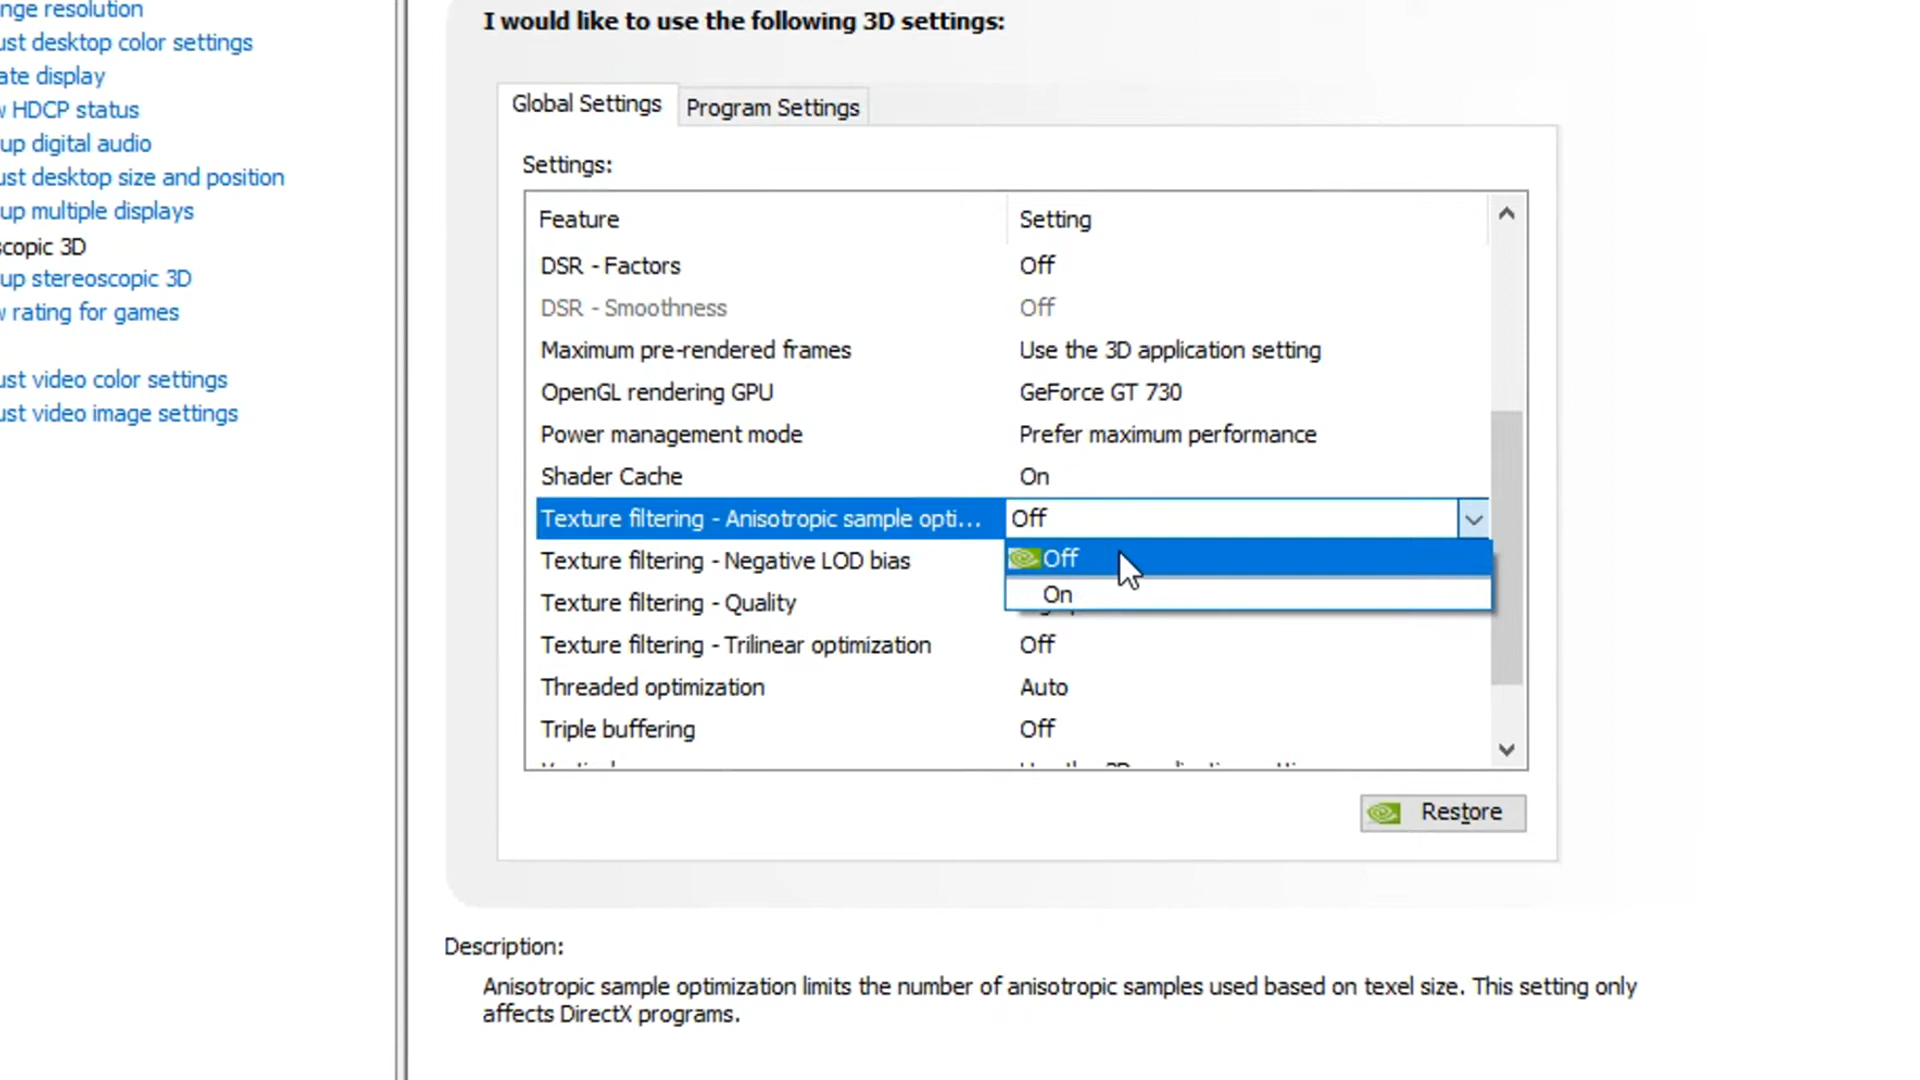 nge resolution
ust desktop color settings
ate display
w HDCP status
up digital audio
ust desktop size and position
up multiple displays
scopic 3D
up stereoscopic 3D
w rating for games
ust video color settings
ust video image settings
I would like to use the following 3D settings:
Global Settings
Program Settings
Settings:
Feature Setting
DSR - Factors Off
DSR - Smoothness Off
Maximum pre-rendered frames Use the 3D application setting
OpenGL rendering GPU GeForce GT 730
Power management mode Prefer maximum performance
Shader Cache On
Texture filtering - Anisotropic sample opti... Off
Off
Texture filtering - Negative LOD bias
On
Texture filtering - Quality
Texture filtering - Trilinear optimization Off
Threaded optimization Auto
Triple buffering Off
Restore
Description:
Anisotropic sample optimization limits the number of anisotropic samples used based on texel size. This setting only
affects DirectX programs.